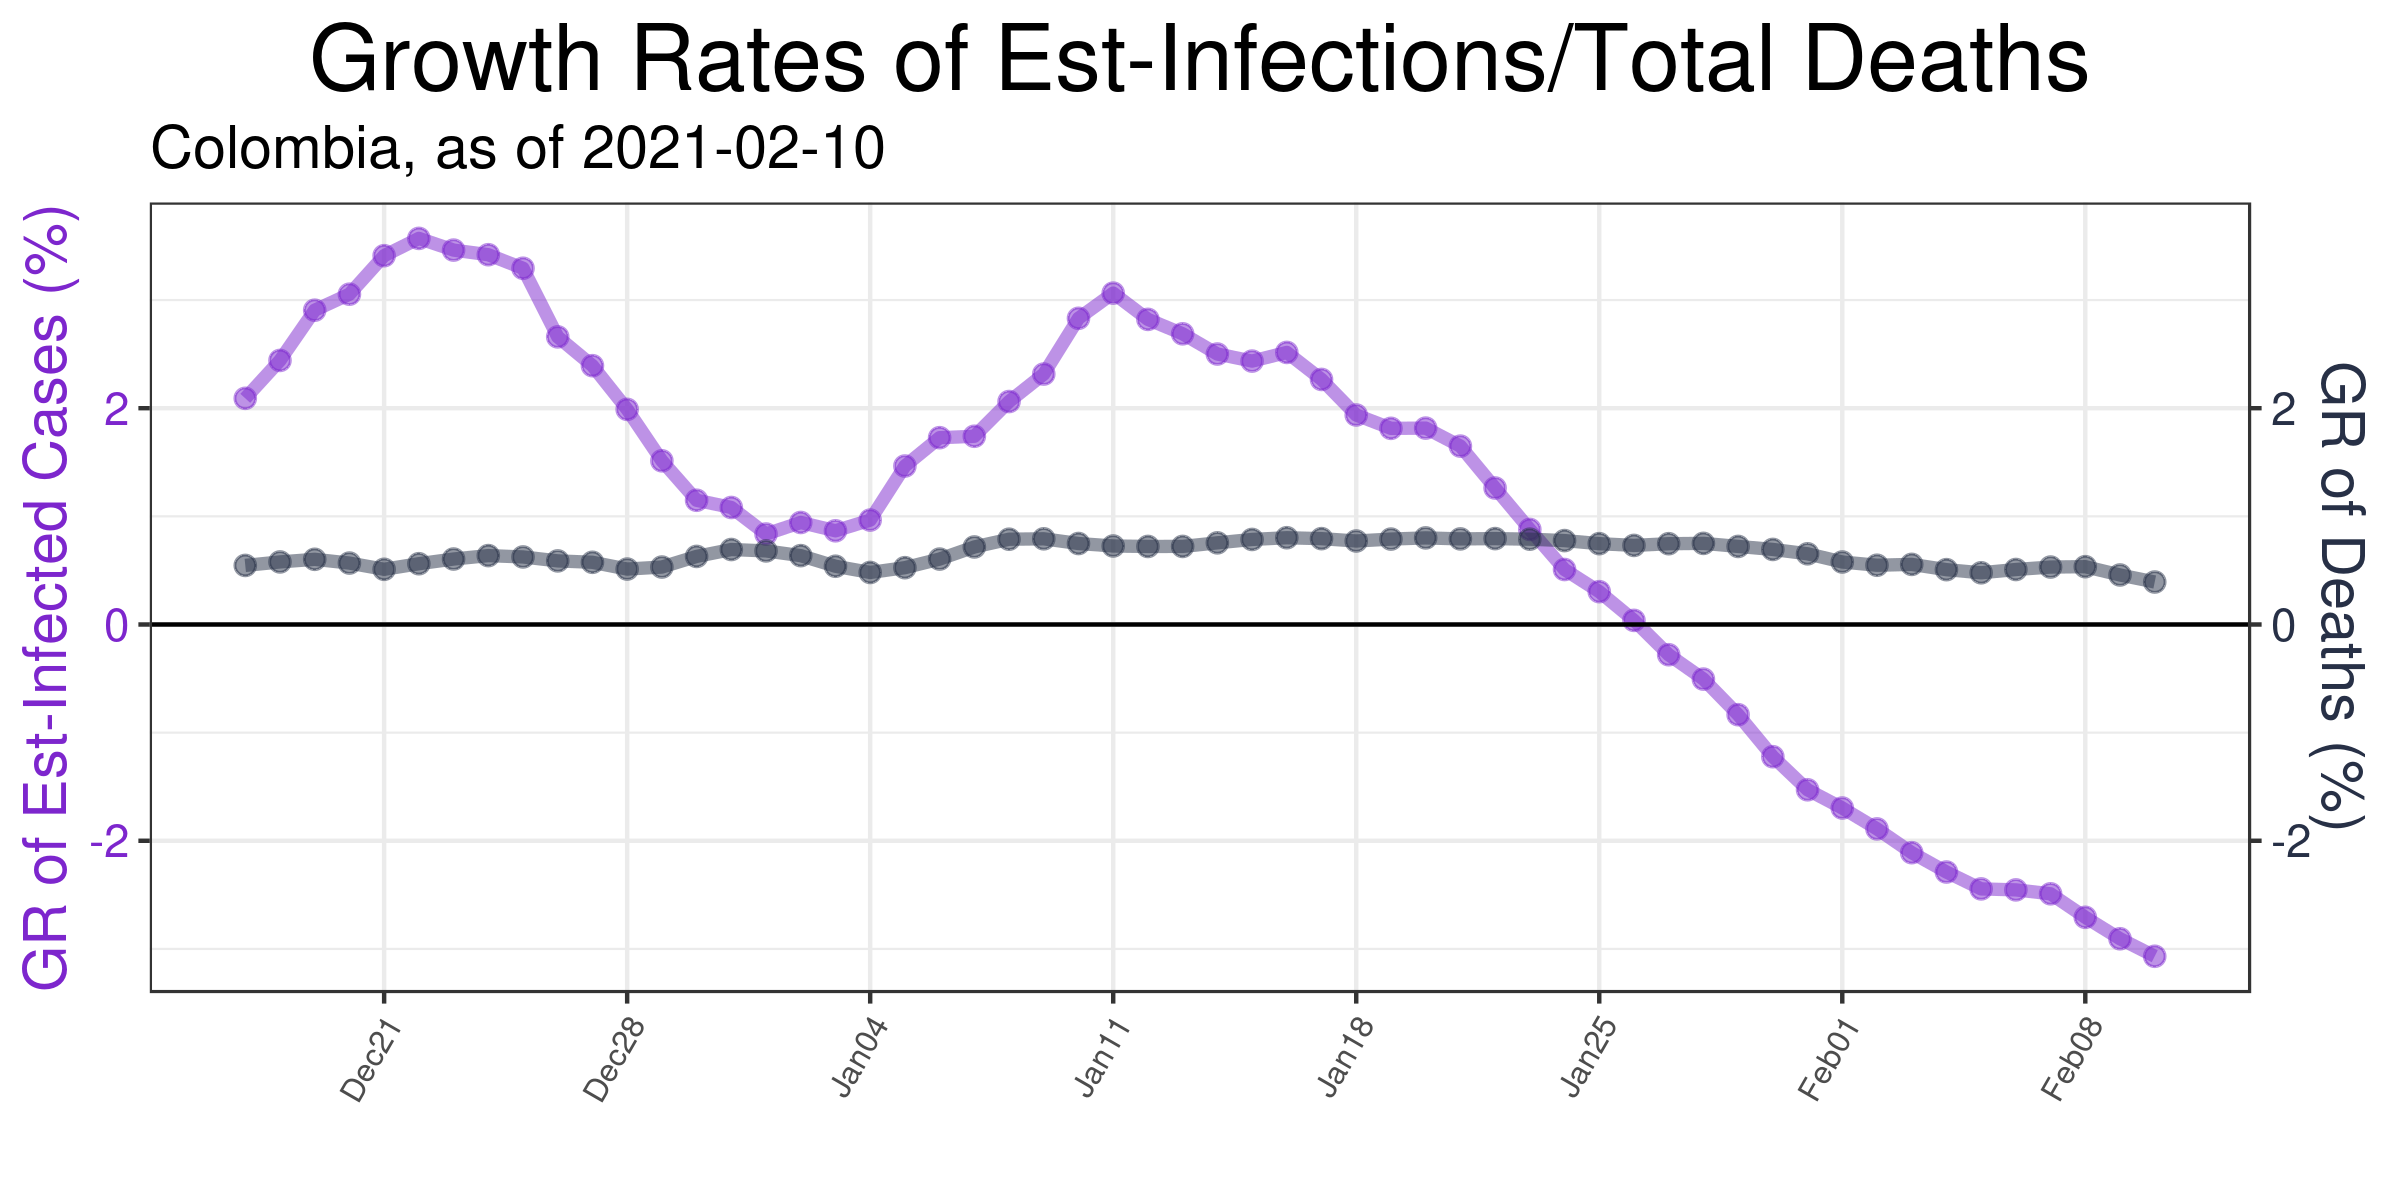 Growth Rates of Est-Infections/Total Deaths
Colombia, as of 2021-02-10
GR of Est-Infected Cases (%)
2
0
-2
2
0
-2
GR of Deaths (%)
Dec21
Dec28
Jan04
Jan11
Jan18
Jan25
Feb01
Feb08